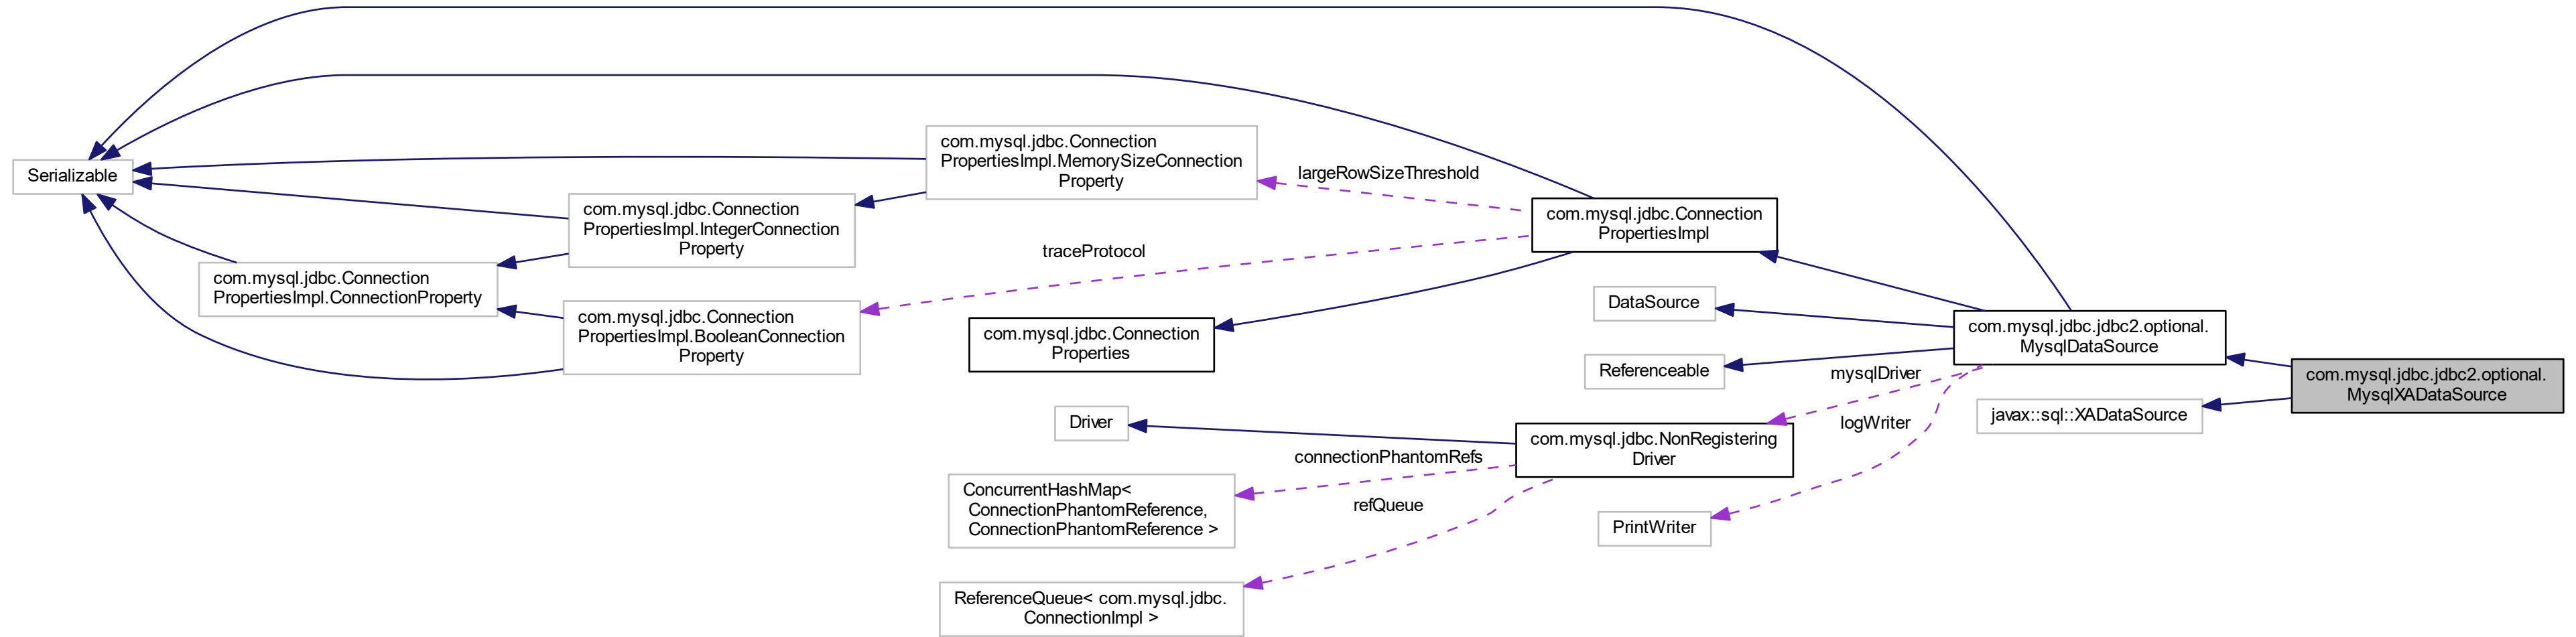 Serializable
com.mysql.jdbc.Connection
PropertiesImpl.MemorySizeConnection
Property
com.mysql.jdbc.Connection
PropertiesImpl.IntegerConnection
Property
com.mysql.jdbc.Connection
PropertiesImpl.ConnectionProperty
com.mysql.jdbc.Connection
PropertiesImpl.BooleanConnection
Property
largeRowSizeThreshold
traceProtocol
com.mysql.jdbc.Connection
PropertiesImpl
com.mysql.jdbc.Connection
Properties
DataSource
Referenceable
com.mysql.jdbc.jdbc2.optional.
MysqlDataSource
com.mysql.jdbc.jdbc2.optional.
MysqlXADataSource
javax::sql::XADataSource
mysqlDriver
logWriter
Driver
com.mysql.jdbc.NonRegistering
Driver
connectionPhantomRefs
refQueue
ConcurrentHashMap<
ConnectionPhantomReference,
ConnectionPhantomReference >
PrintWriter
ReferenceQueue< com.mysql.jdbc.
ConnectionImpl >